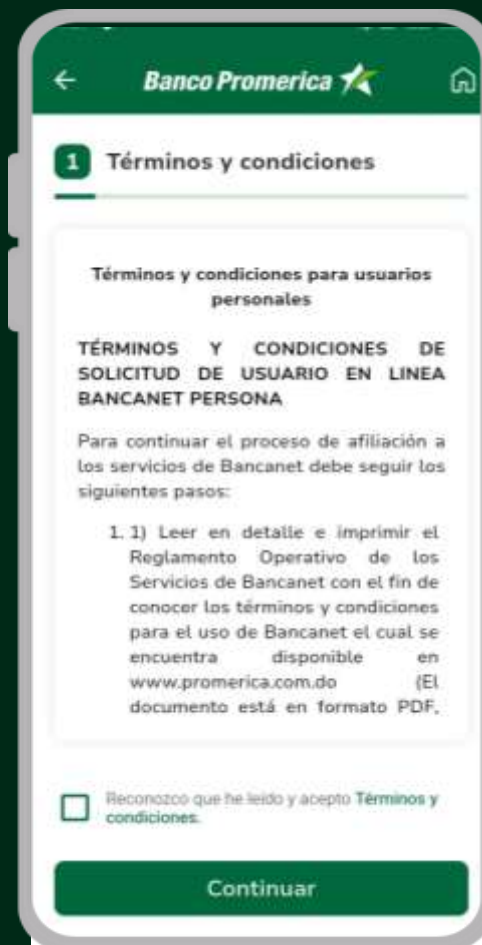 Banco Promerica
1 Términos y condiciones
Términos y condiciones para usuarios
personales
TÉRMINOS Y CONDICIONES DE
SOLICITUD DE USUARIO EN LINEA
BANCANET PERSONA
Para continuar el proceso de afiliación a
los servicios de Bancanet debe seguir los
siguientes pasos:
1. 1) Leer en detalle e imprimir el
Reglamento Operativo de los
Servicios de Bancanet con el fin de
conocer los términos y condiciones
para el uso de Bancanet el cual se
encuentra disponible en
www.promerica.com.do (El
documento está en formato PDF,
Reconozco que he leído y acepto Términos y
condiciones.
Continuar